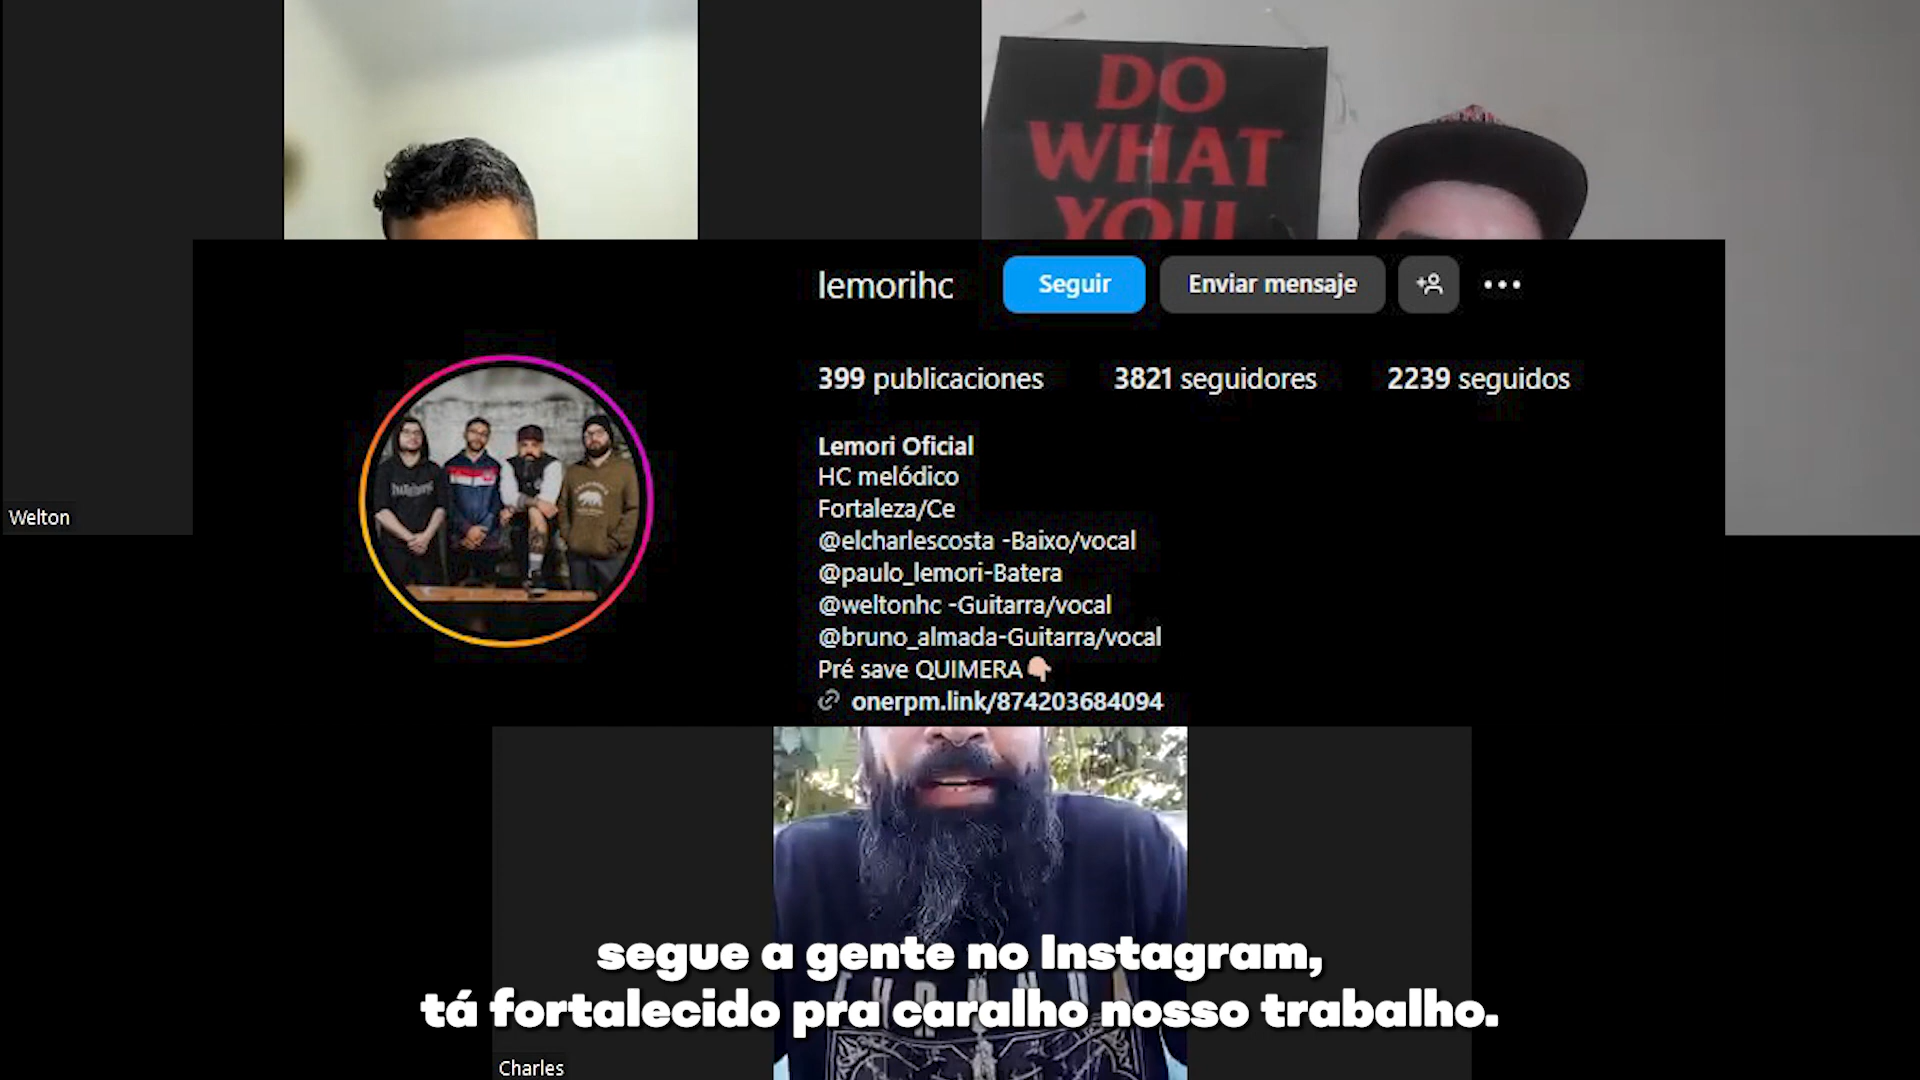 DO
WHAT
YOU
lemorihc
Seguir
Enviar mensaje
399 publicaciones
3821 seguidores
2239 seguidos
Lemori Oficial
HC melódico
Fortaleza/Ce
@elcharlescosta -Baixo/vocal
@paulo_lemori-Batera
@weltonhc -Guitarra/vocal
@bruno_almada-Guitarra/vocal
Pré save QUIMERA👇🏻
onerpm.link/874203684094
Welton
segue a gente no Instagram,
tá fortalecido pra caralho nosso trabalho.
Charles